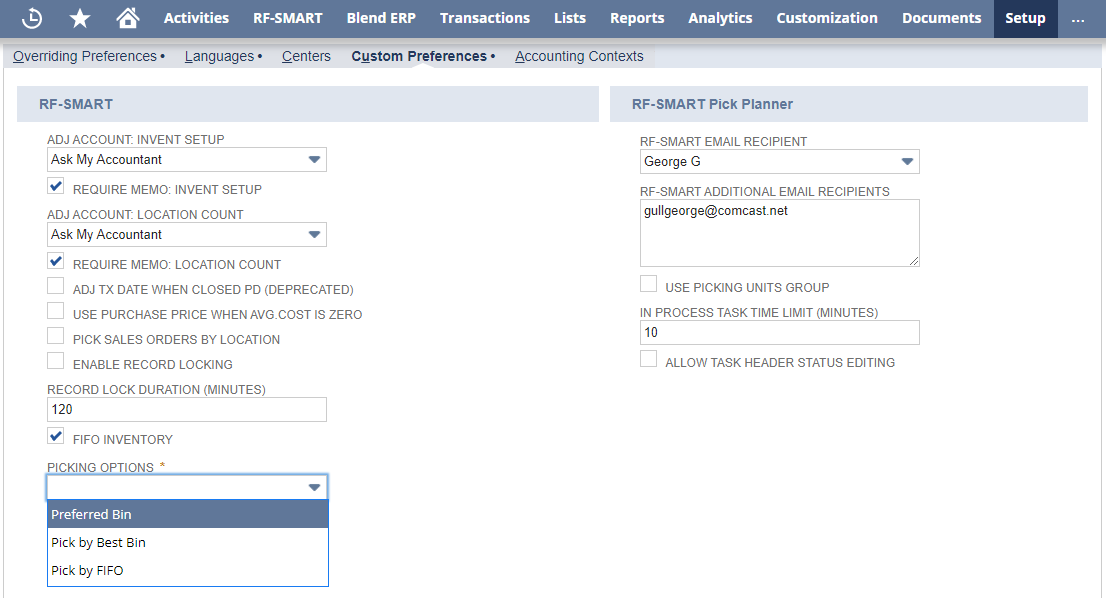 Activities RF-SMART Blend ERP Transactions Lists Reports Analytics Customization Documents Setup ...
Overriding Preferences • Languages • Centers Custom Preferences • Accounting Contexts
RF-SMART
ADJ ACCOUNT: INVENT SETUP
Ask My Accountant
REQUIRE MEMO: INVENT SETUP
ADJ ACCOUNT: LOCATION COUNT
Ask My Accountant
REQUIRE MEMO: LOCATION COUNT
ADJ TX DATE WHEN CLOSED PD (DEPRECATED)
USE PURCHASE PRICE WHEN AVG.COST IS ZERO
PICK SALES ORDERS BY LOCATION
ENABLE RECORD LOCKING
RECORD LOCK DURATION (MINUTES)
120
FIFO INVENTORY
PICKING OPTIONS *
Preferred Bin
Pick by Best Bin
Pick by FIFO
RF-SMART Pick Planner
RF-SMART EMAIL RECIPIENT
George G
RF-SMART ADDITIONAL EMAIL RECIPIENTS
gullgeorge@comcast.net
USE PICKING UNITS GROUP
IN PROCESS TASK TIME LIMIT (MINUTES)
10
ALLOW TASK HEADER STATUS EDITING